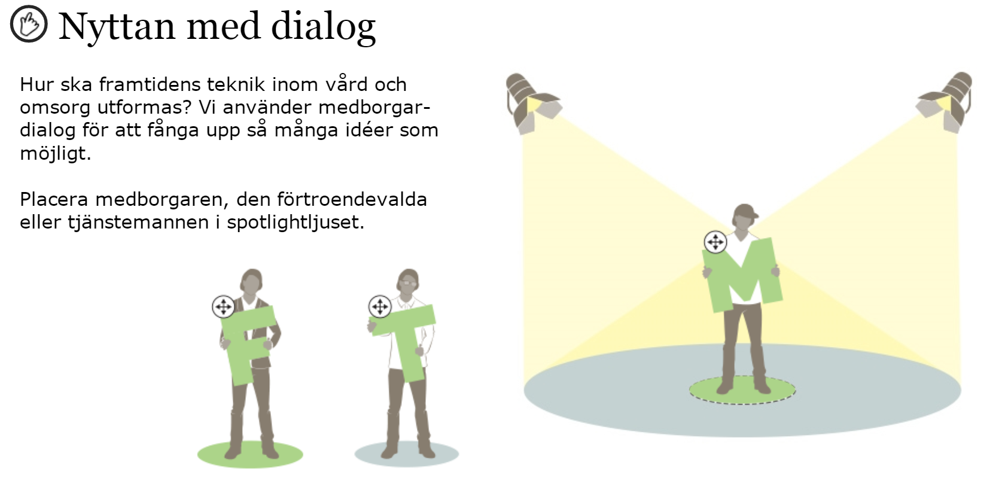 Nyttan med dialog
Hur ska framtidens teknik inom vård och
omsorg utformas? Vi använder medborgar-
dialog för att fånga upp så många idéer som
möjligt.
Placera medborgaren, den förtroendevalda
eller tjänstemannen i spotlightljuset.
F
T
M